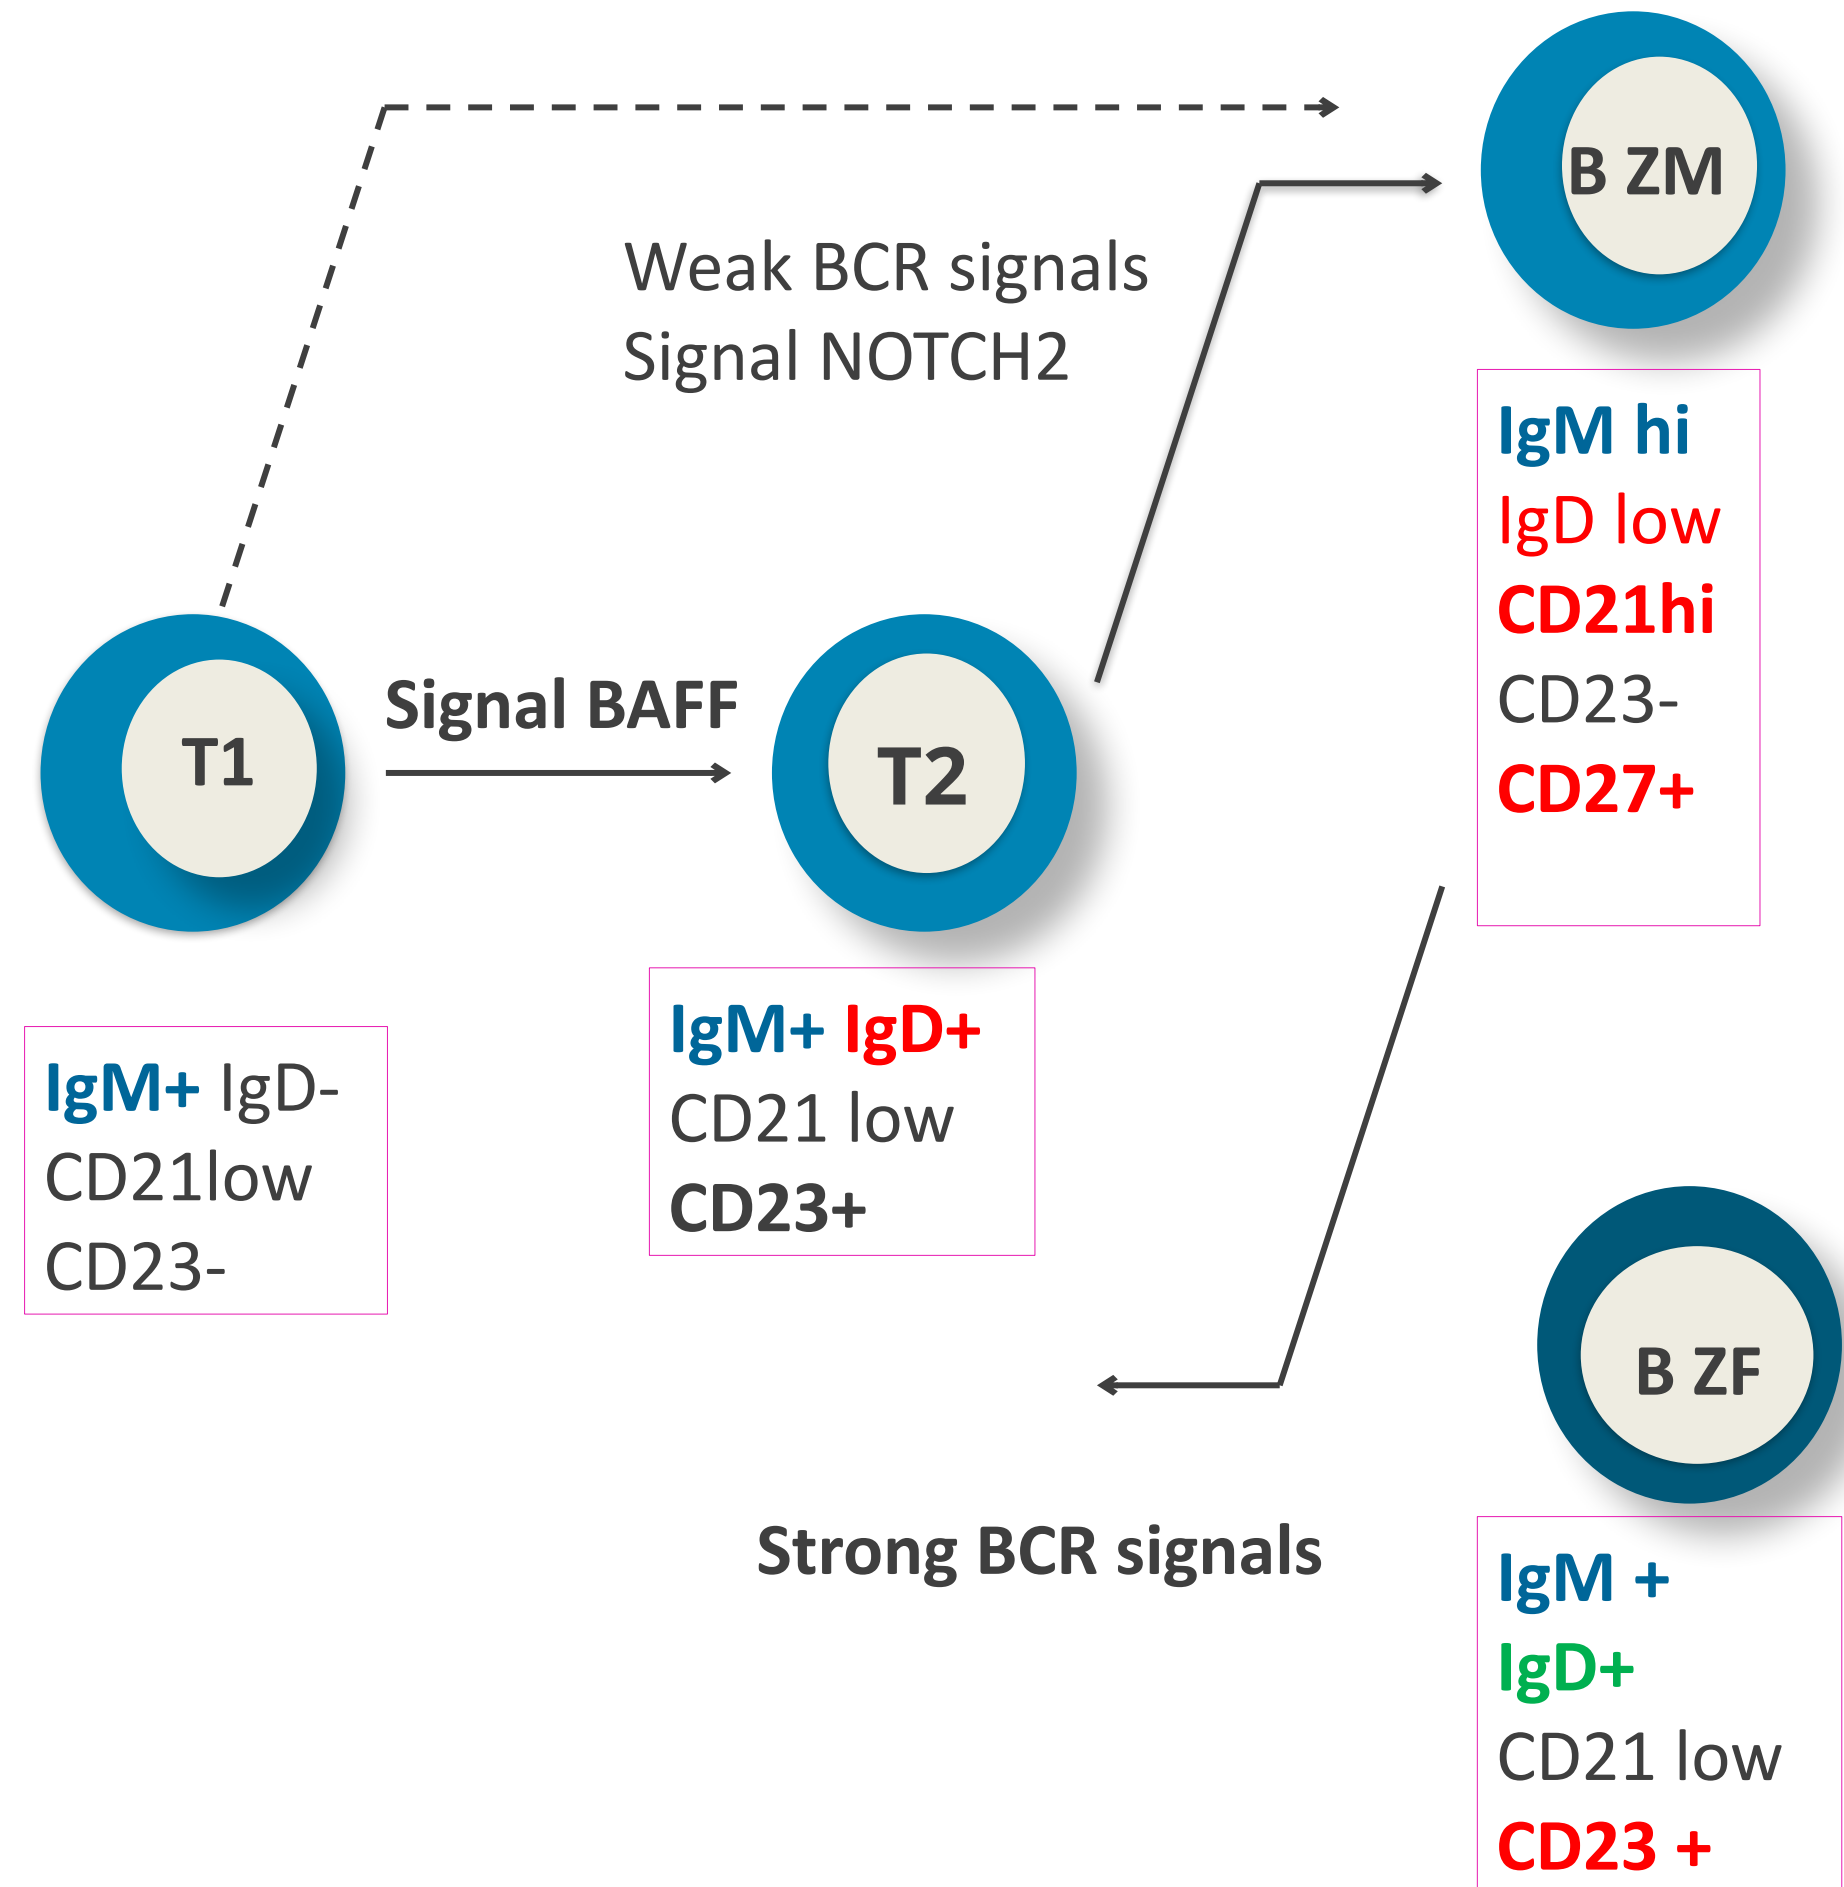 B ZM
Weak BCR signals
Signal NOTCH2
IgM hi
IgD low
CD21hi
CD23-
CD27+
T1
Signal BAFF
T2
IgM+ IgD-
CD21low
CD23-
IgM+ IgD+
CD21 low
CD23+
B ZF
Strong BCR signals
IgM +
IgD+
CD21 low
CD23 +